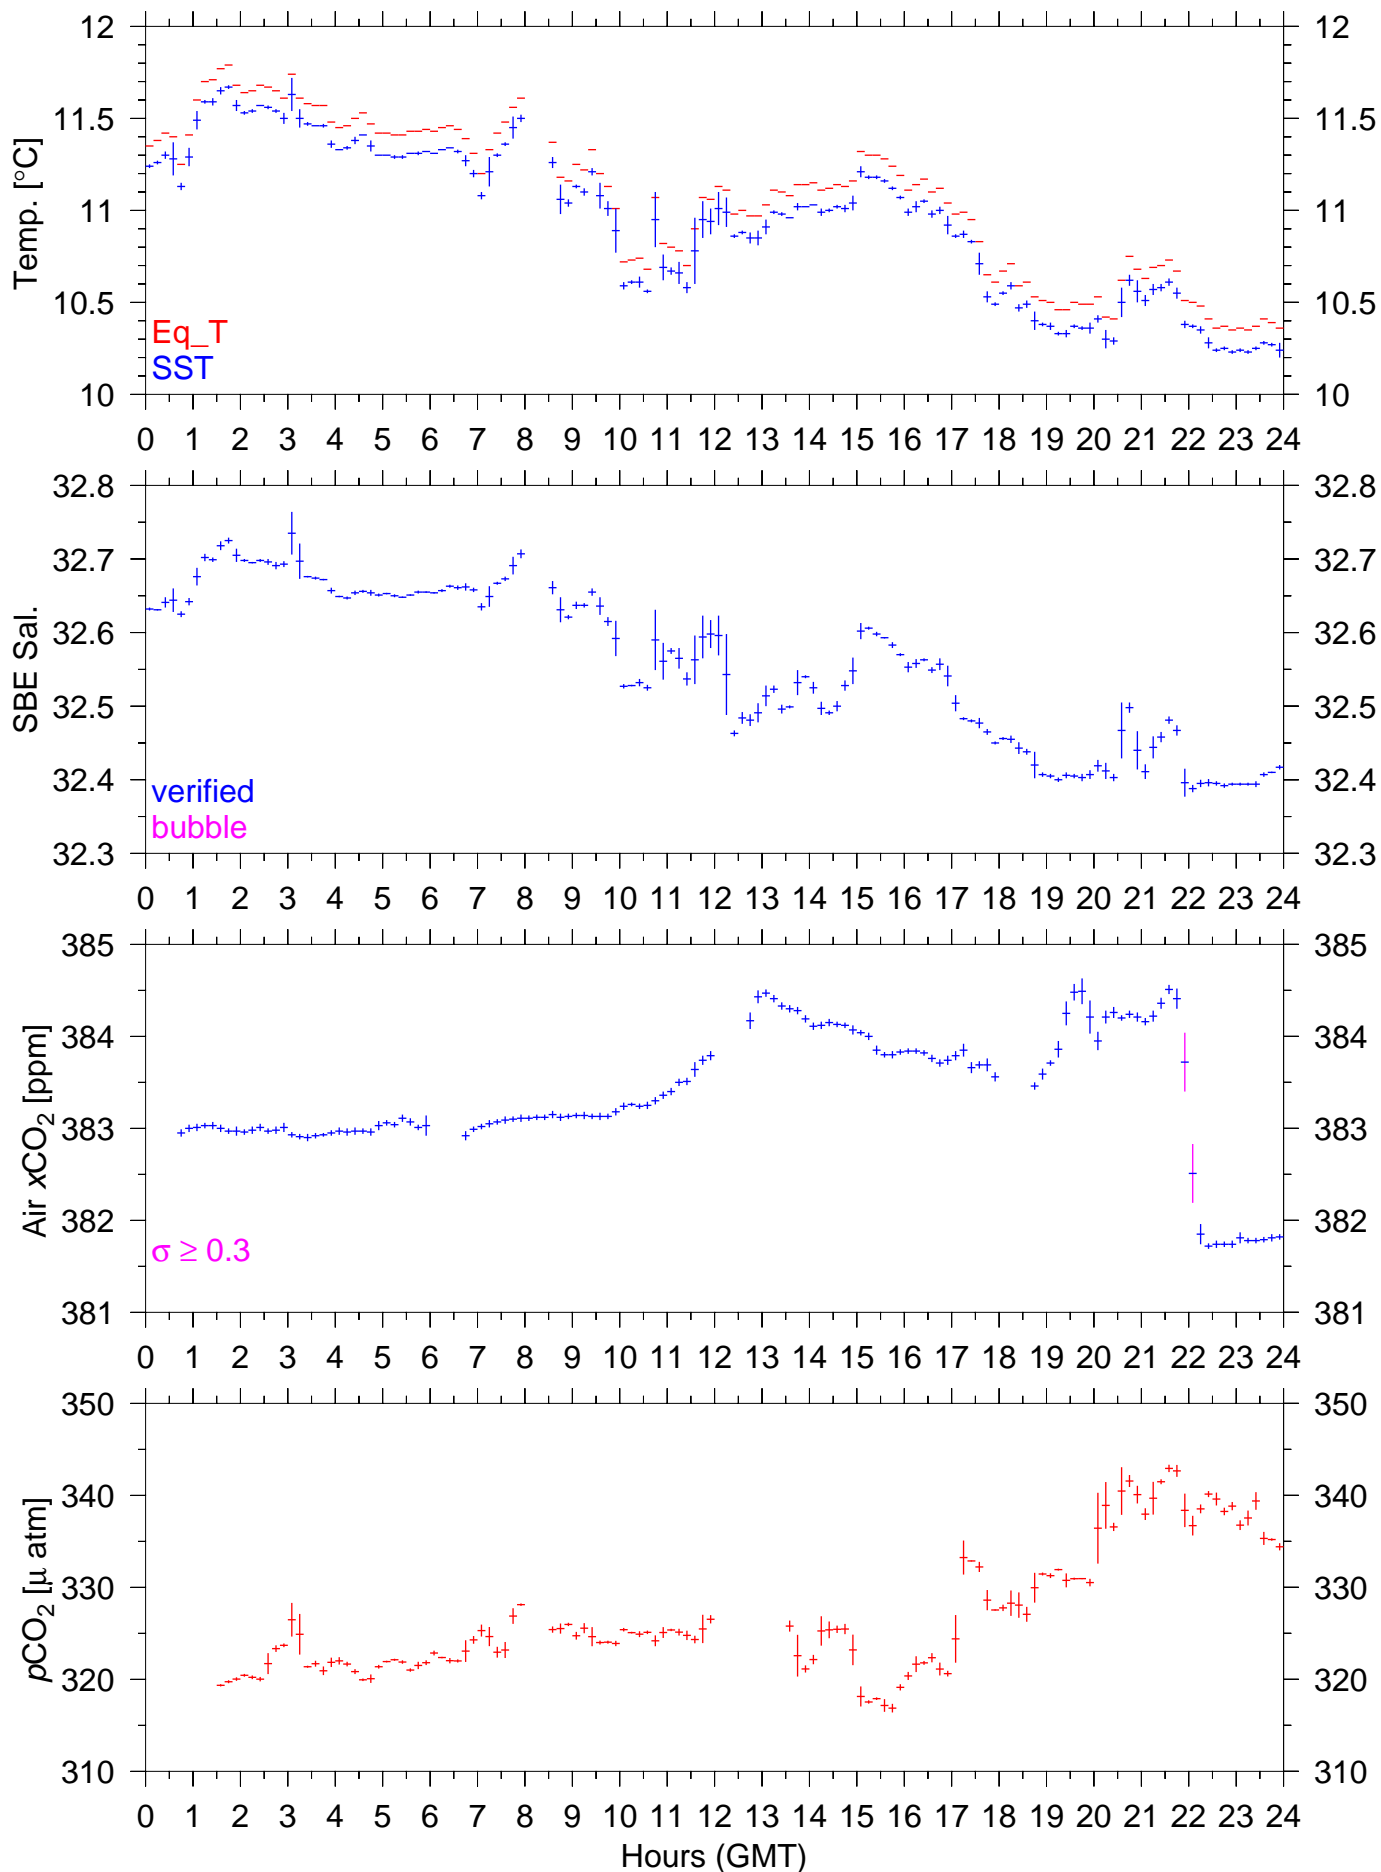 12 12
11.5 11.5
11 11
10.5 10.5
10 10
Temp. [°C]
Eq_T
SST
0 1 2 3 4 5 6 7 8 9 10 11 12 13 14 15 16 17 18 19 20 21 22 23 24
32.8 32.8
32.7 32.7
32.6 32.6
32.5 32.5
32.4 32.4
32.3 32.3
SBE Sal.
verified
bubble
0 1 2 3 4 5 6 7 8 9 10 11 12 13 14 15 16 17 18 19 20 21 22 23 24
385 385
384 384
383 383
382 382
381 381
Air xCO₂ [ppm]
σ ≥ 0.3
0 1 2 3 4 5 6 7 8 9 10 11 12 13 14 15 16 17 18 19 20 21 22 23 24
350 350
340 340
330 330
320 320
310 310
pCO₂ [μ atm]
0 1 2 3 4 5 6 7 8 9 10 11 12 13 14 15 16 17 18 19 20 21 22 23 24
Hours (GMT)